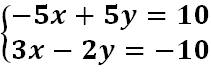 −5x + 5y = 10
3x − 2y = −10